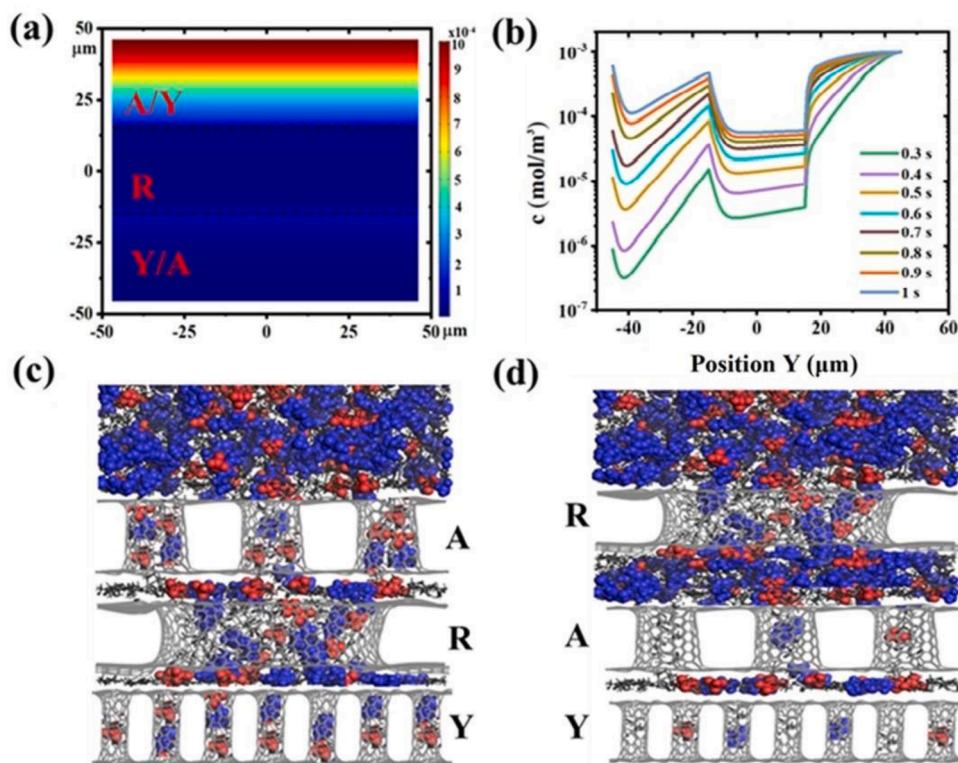 (a)
50
μm
25
0
-25
-50
-50
-25
0
25
50 μm
A/Y
R
Y/A
x10⁻⁴
10
9
8
7
6
5
4
3
2
1
(b)
c (mol/m³)
10⁻³
10⁻⁴
10⁻⁵
10⁻⁶
10⁻⁷
0.3 s
0.4 s
0.5 s
0.6 s
0.7 s
0.8 s
0.9 s
1 s
-40
-20
0
20
40
60
Position Y (μm)
(c)
A
R
Y
(d)
R
A
Y